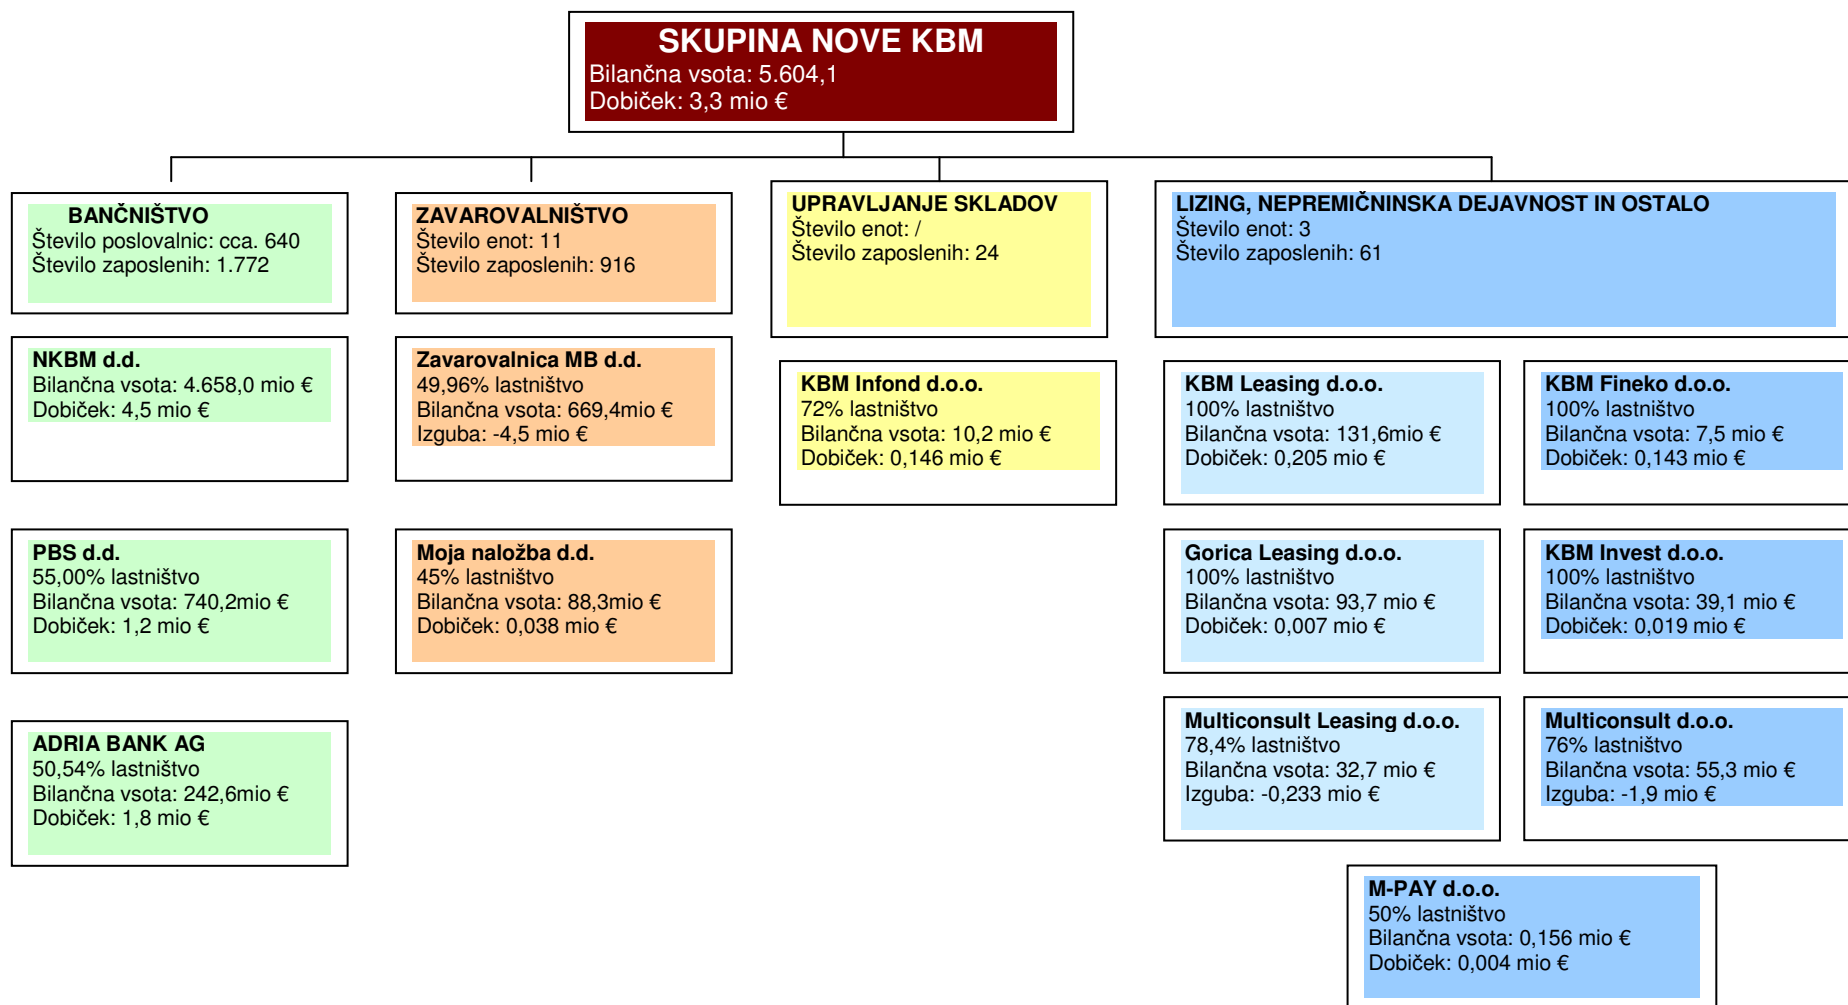 SKUPINA NOVE KBM
Bilančna vsota: 5.604,1
Dobiček: 3,3 mio €
BANČNIŠTVO
Število poslovalnic: cca. 640
Število zaposlenih: 1.772
ZAVAROVALNIŠTVO
Število enot: 11
Število zaposlenih: 916
UPRAVLJANJE SKLADOV
Število enot: /
Število zaposlenih: 24
LIZING, NEPREMIČNINSKA DEJAVNOST IN OSTALO
Število enot: 3
Število zaposlenih: 61
NKBM d.d.
Bilančna vsota: 4.658,0 mio €
Dobiček: 4,5 mio €
Zavarovalnica MB d.d.
49,96% lastništvo
Bilančna vsota: 669,4mio €
Izguba: -4,5 mio €
KBM Infond d.o.o.
72% lastništvo
Bilančna vsota: 10,2 mio €
Dobiček: 0,146 mio €
KBM Leasing d.o.o.
100% lastništvo
Bilančna vsota: 131,6mio €
Dobiček: 0,205 mio €
KBM Fineko d.o.o.
100% lastništvo
Bilančna vsota: 7,5 mio €
Dobiček: 0,143 mio €
PBS d.d.
55,00% lastništvo
Bilančna vsota: 740,2mio €
Dobiček: 1,2 mio €
Moja naložba d.d.
45% lastništvo
Bilančna vsota: 88,3mio €
Dobiček: 0,038 mio €
Gorica Leasing d.o.o.
100% lastništvo
Bilančna vsota: 93,7 mio €
Dobiček: 0,007 mio €
KBM Invest d.o.o.
100% lastništvo
Bilančna vsota: 39,1 mio €
Dobiček: 0,019 mio €
ADRIA BANK AG
50,54% lastništvo
Bilančna vsota: 242,6mio €
Dobiček: 1,8 mio €
Multiconsult Leasing d.o.o.
78,4% lastništvo
Bilančna vsota: 32,7 mio €
Izguba: -0,233 mio €
Multiconsult d.o.o.
76% lastništvo
Bilančna vsota: 55,3 mio €
Izguba: -1,9 mio €
M-PAY d.o.o.
50% lastništvo
Bilančna vsota: 0,156 mio €
Dobiček: 0,004 mio €